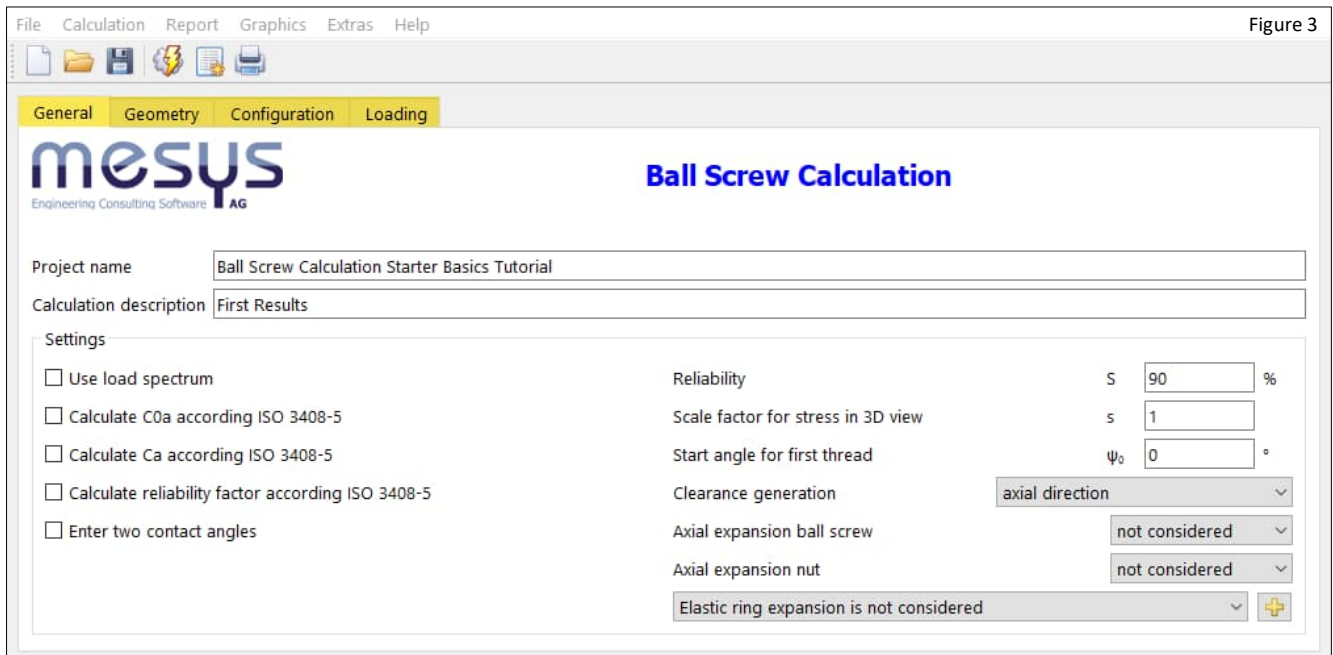 File Calculation Report Graphics Extras Help Figure 3
General Geometry Configuration Loading
mesys
Engineering Consulting Software AG
Ball Screw Calculation
Project name Ball Screw Calculation Starter Basics Tutorial
Calculation description First Results
Settings
Use load spectrum Reliability S 90 %
Calculate C0a according ISO 3408-5 Scale factor for stress in 3D view s 1
Calculate Ca according ISO 3408-5 Start angle for first thread ψ₀ 0 °
Calculate reliability factor according ISO 3408-5 Clearance generation axial direction
Enter two contact angles Axial expansion ball screw not considered
Axial expansion nut not considered
Elastic ring expansion is not considered